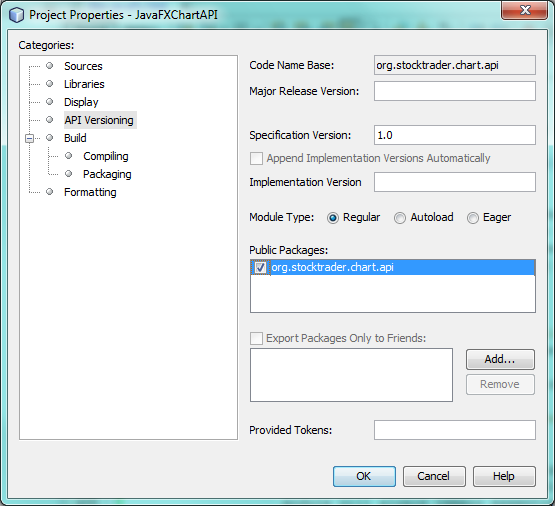 Project Properties - JavaFXChartAPI
Categories:
Sources
Libraries
Display
API Versioning
Build
Compiling
Packaging
Formatting
Code Name Base: org.stocktrader.chart.api
Major Release Version:
Specification Version: 1.0
Append Implementation Versions Automatically
Implementation Version
Module Type: Regular Autoload Eager
Public Packages:
org.stocktrader.chart.api
Export Packages Only to Friends:
Add...
Remove
Provided Tokens:
OK Cancel Help